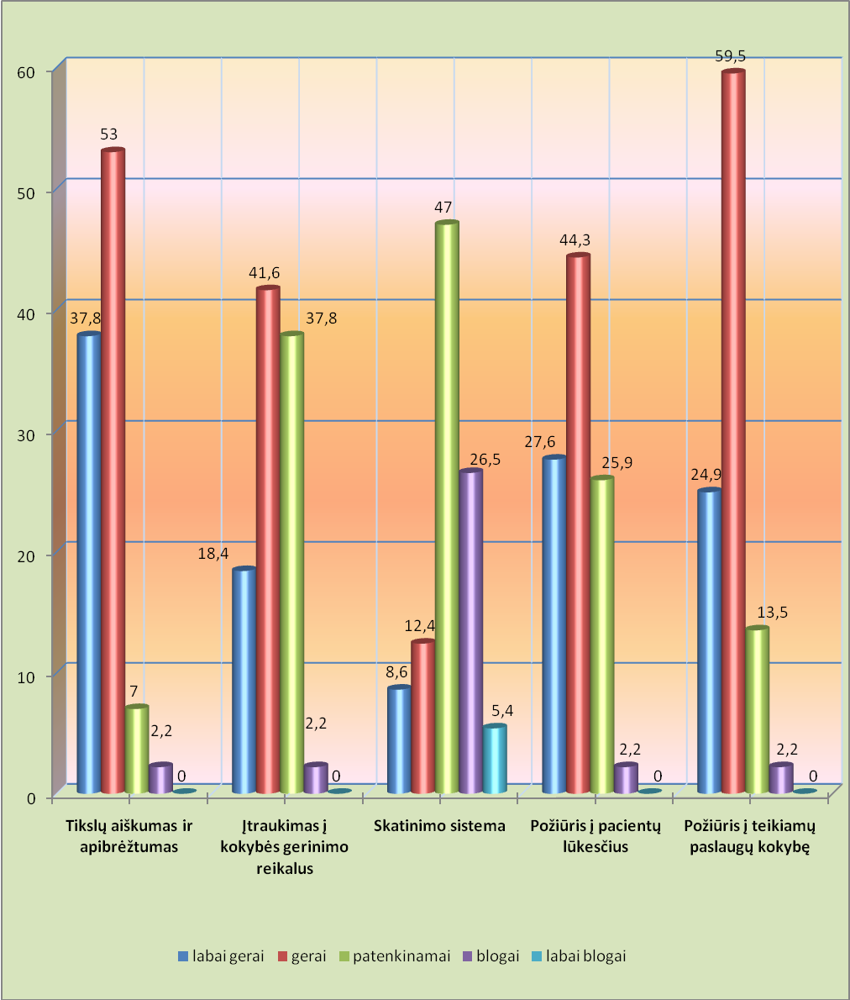 60
50
40
30
20
10
0
37,8
53
7
2,2
0
18,4
41,6
37,8
2,2
0
8,6
12,4
47
26,5
5,4
27,6
44,3
25,9
2,2
0
24,9
59,5
13,5
2,2
0
Tikslų aiškumas ir
apibrėžtumas
Įtraukimas į
kokybės gerinimo
reikalus
Skatinimo sistema
Požiūris į pacientų
lūkesčius
Požiūris į teikiamų
paslaugų kokybę
labai gerai gerai patenkinamai blogai labai blogai